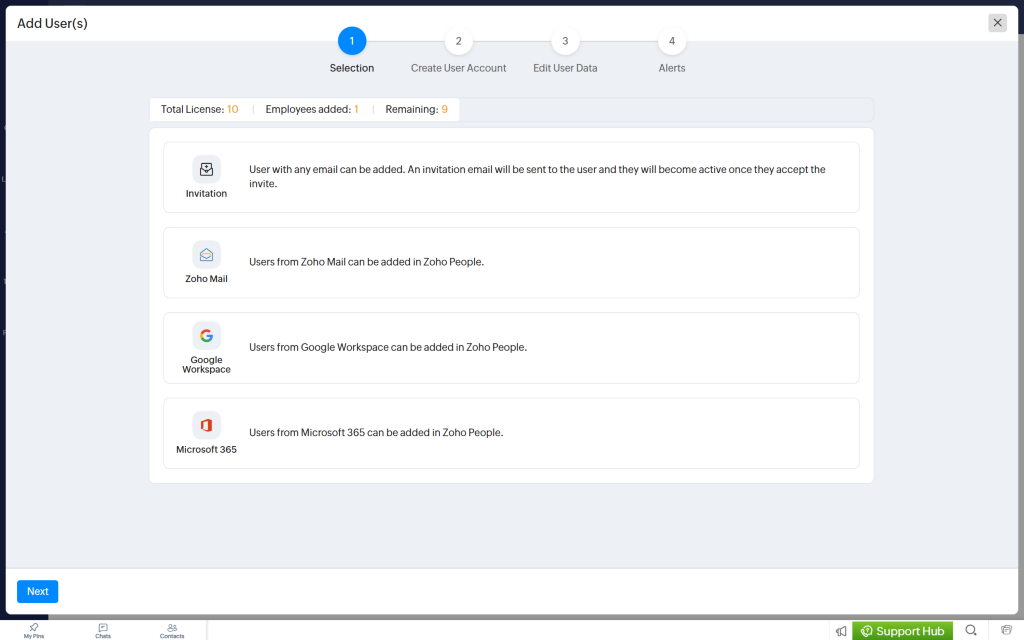 Add User(s)
1
2
3
4
Selection
Create User Account
Edit User Data
Alerts
Total License: 10
Employees added: 1
Remaining: 9
Invitation
User with any email can be added. An invitation email will be sent to the user and they will become active once they accept the
invite.
Zoho Mail
Users from Zoho Mail can be added in Zoho People.
Google
Workspace
Users from Google Workspace can be added in Zoho People.
Microsoft 365
Users from Microsoft 365 can be added in Zoho People.
Next
My Pins
Chats
Contacts
Support Hub